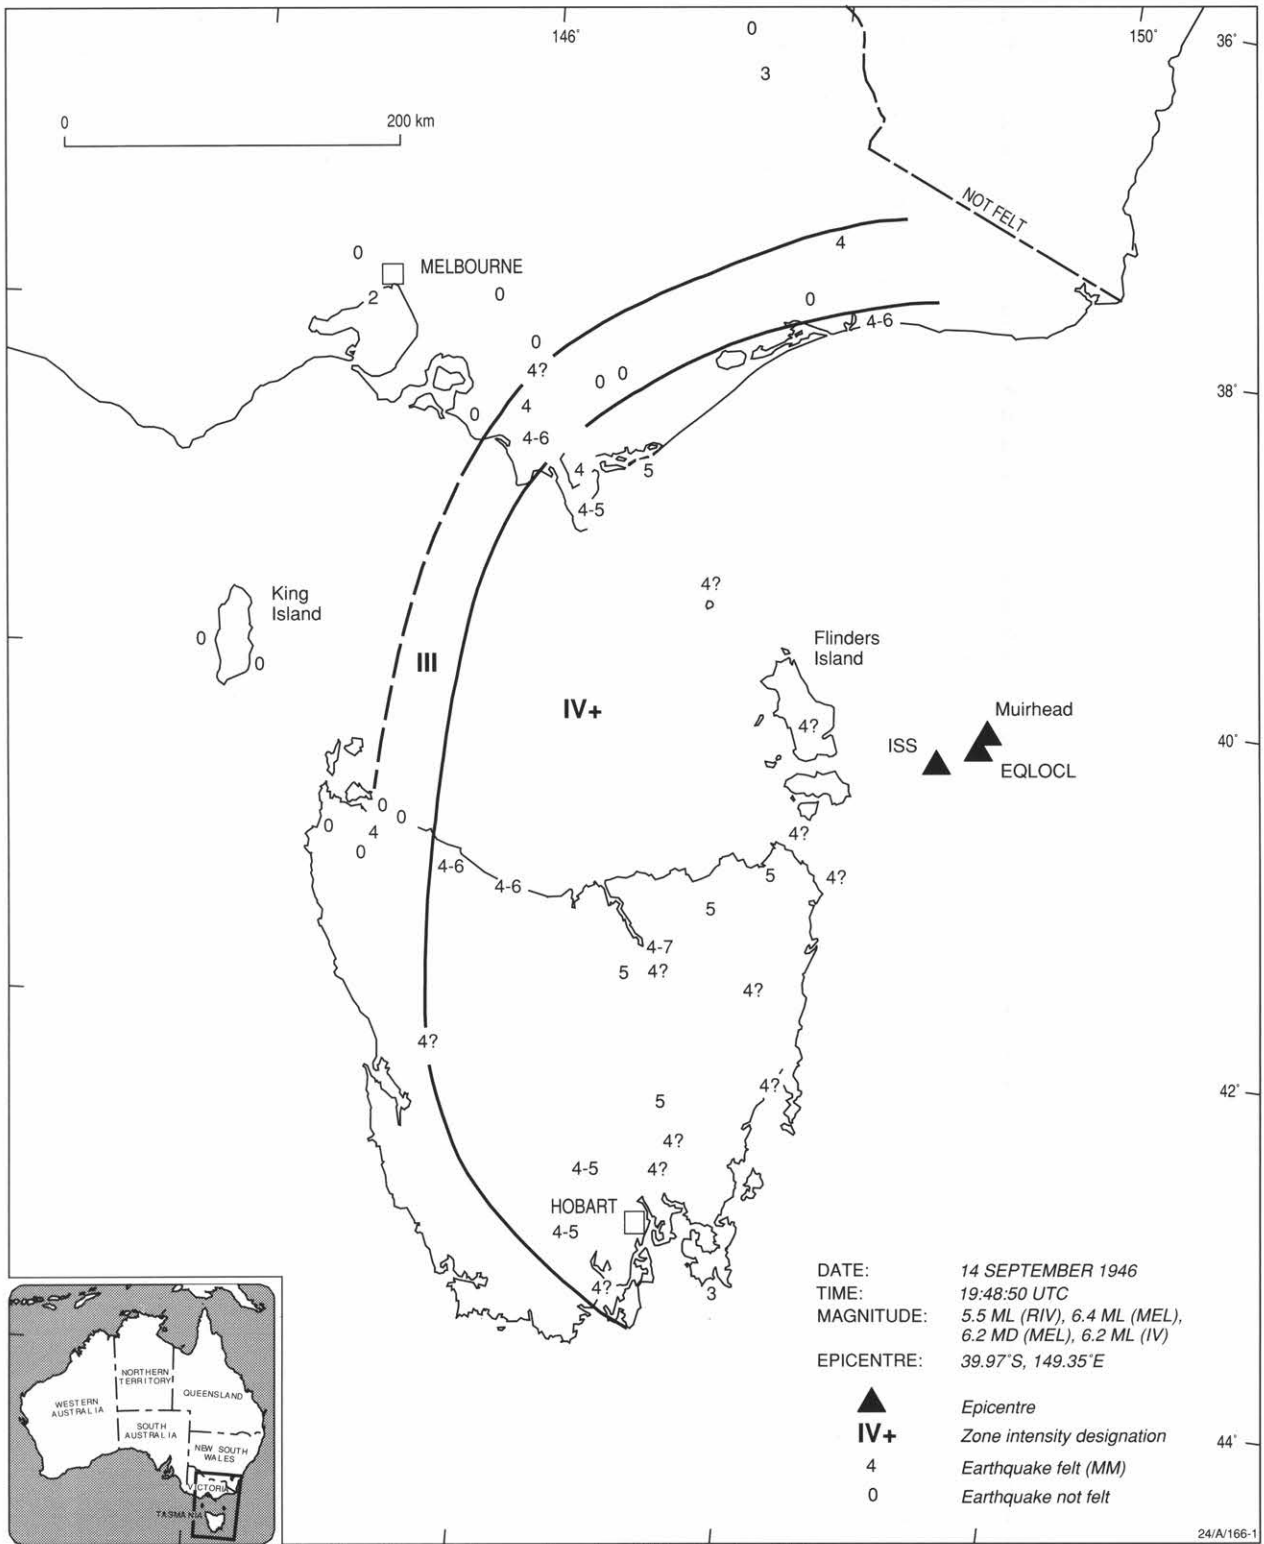 146°
150°
36°
0
3
0
200 km
NOT FELT
4
0
MELBOURNE
2
0
0
4-6
0
4?
0 0
38°
4
0
4-6
4
5
4-5
4?
King
Island
Flinders
Island
0
0
III
IV+
4?
Muirhead
ISS
40°
EQLOCL
0
0
0
4
4?
0
4-6
5
4?
4-6
5
4-7
5
4?
4?
4?
4?
42°
5
4?
4-5
4?
HOBART
4-5
4?
3
DATE: 14 SEPTEMBER 1946
TIME: 19:48:50 UTC
MAGNITUDE: 5.5 ML (RIV), 6.4 ML (MEL),
6.2 MD (MEL), 6.2 ML (IV)
EPICENTRE: 39.97°S, 149.35°E
Epicentre
IV+ Zone intensity designation
4 Earthquake felt (MM)
0 Earthquake not felt
44°
NORTHERN
TERRITORY
QUEENSLAND
WESTERN
AUSTRALIA
SOUTH
AUSTRALIA
NEW SOUTH
WALES
VICTORIA
TASMANIA
24/A/166-1